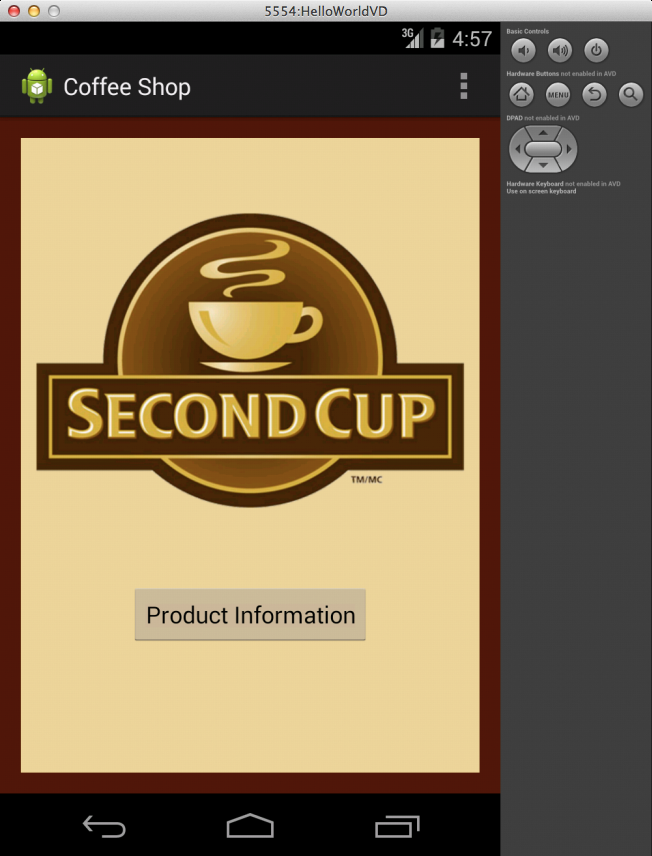 5554:HelloWorldVD
3G 4:57
Coffee Shop
SECOND CUP
TM/MC
Product Information
Basic Controls
Hardware Buttons not enabled in AVD
MENU
DPAD not enabled in AVD
Hardware Keyboard not enabled in AVD
Use on screen keyboard